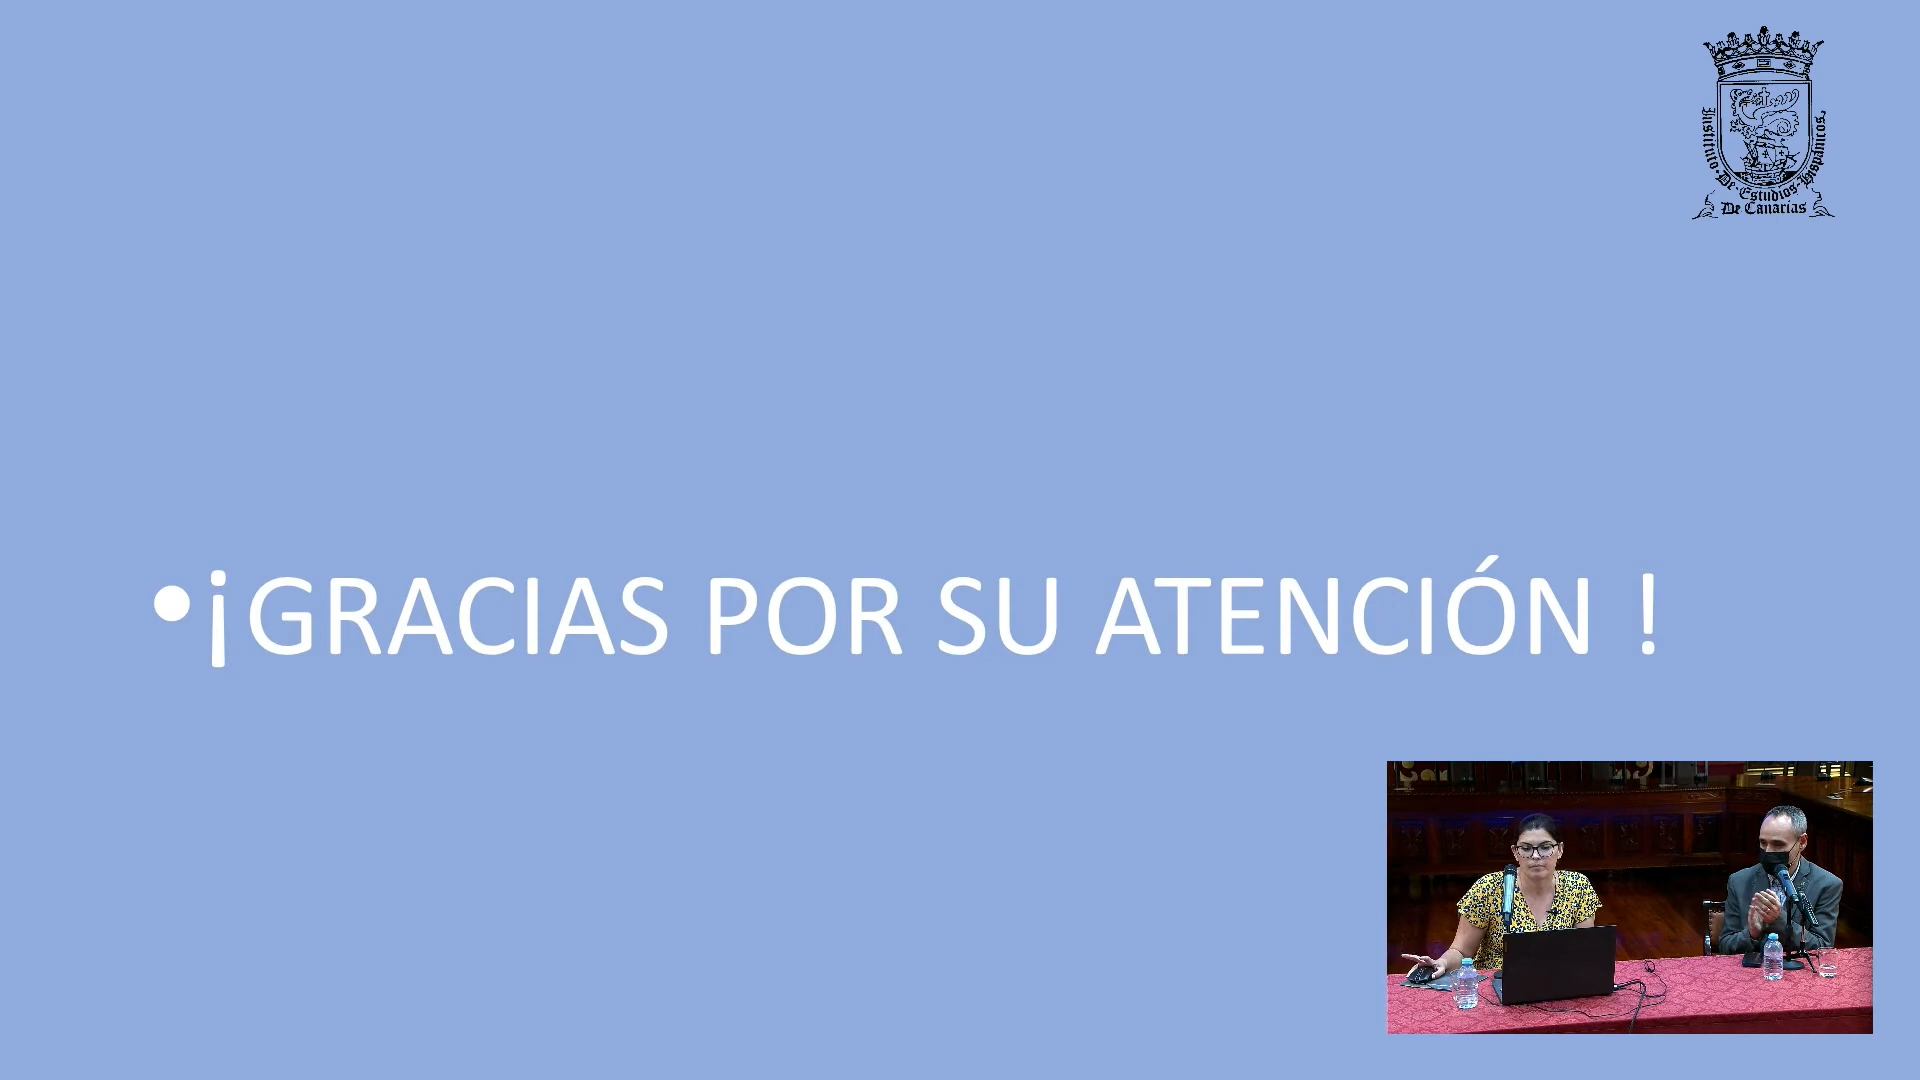 Instituto · De · Estudios · Hispánicos
De Canarias
•¡GRACIAS POR SU ATENCIÓN !